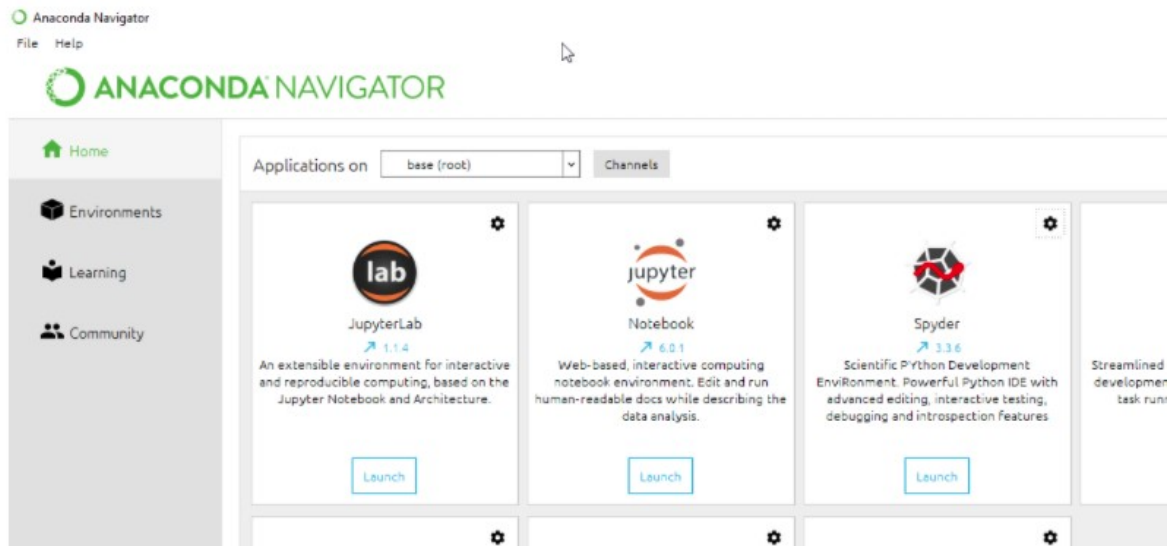 Anaconda Navigator
File Help
ANACONDA NAVIGATOR
Home
Environments
Learning
Community
Applications on base (root) Channels
lab
JupyterLab
1.1.4
An extensible environment for interactive
and reproducible computing, based on the
Jupyter Notebook and Architecture.
Launch
jupyter
Notebook
6.0.1
Web-based, interactive computing
notebook environment. Edit and run
human-readable docs while describing the
data analysis.
Launch
Spyder
3.3.6
Scientific PYthon Development
EnviRonment. Powerful Python IDE with
advanced editing, interactive testing,
debugging and introspection features
Launch
Streamlined